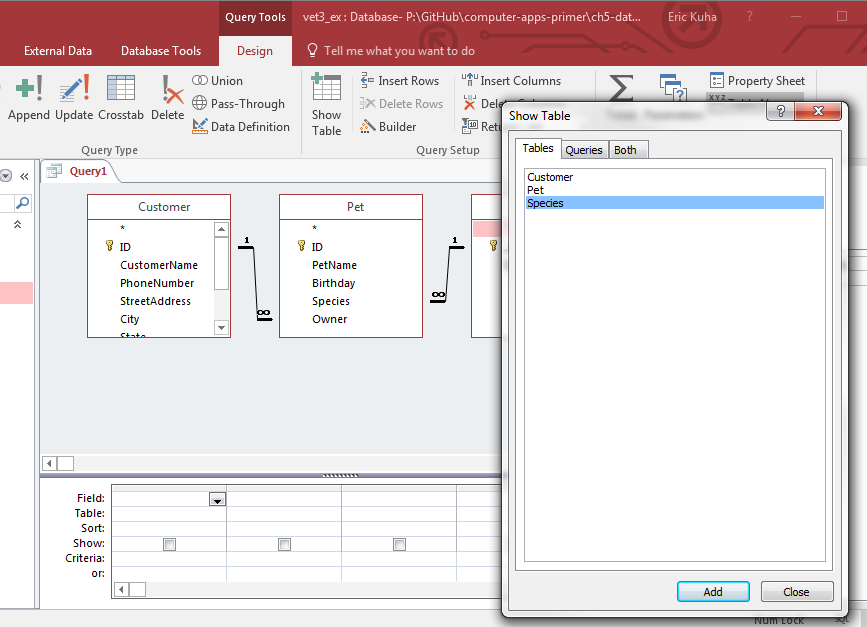 Query Tools
vet3_ex : Database- P:\GitHub\computer-apps-primer\ch5-dat...
Eric Kuha
?
External Data
Database Tools
Design
Tell me what you want to do
Append
Update
Crosstab
Delete
Union
Pass-Through
Data Definition
Query Type
Show
Table
Insert Rows
Delete Rows
Builder
Insert Columns
Delete
Query Setup
Property Sheet
Query1
Customer
*
ID
CustomerName
PhoneNumber
StreetAddress
City
State
1
∞
Pet
*
ID
PetName
Birthday
Species
Owner
1
∞
Show Table
?
Tables
Queries
Both
Customer
Pet
Species
Add
Close
Field:
Table:
Sort:
Show:
Criteria:
or:
Num Lock
SQL